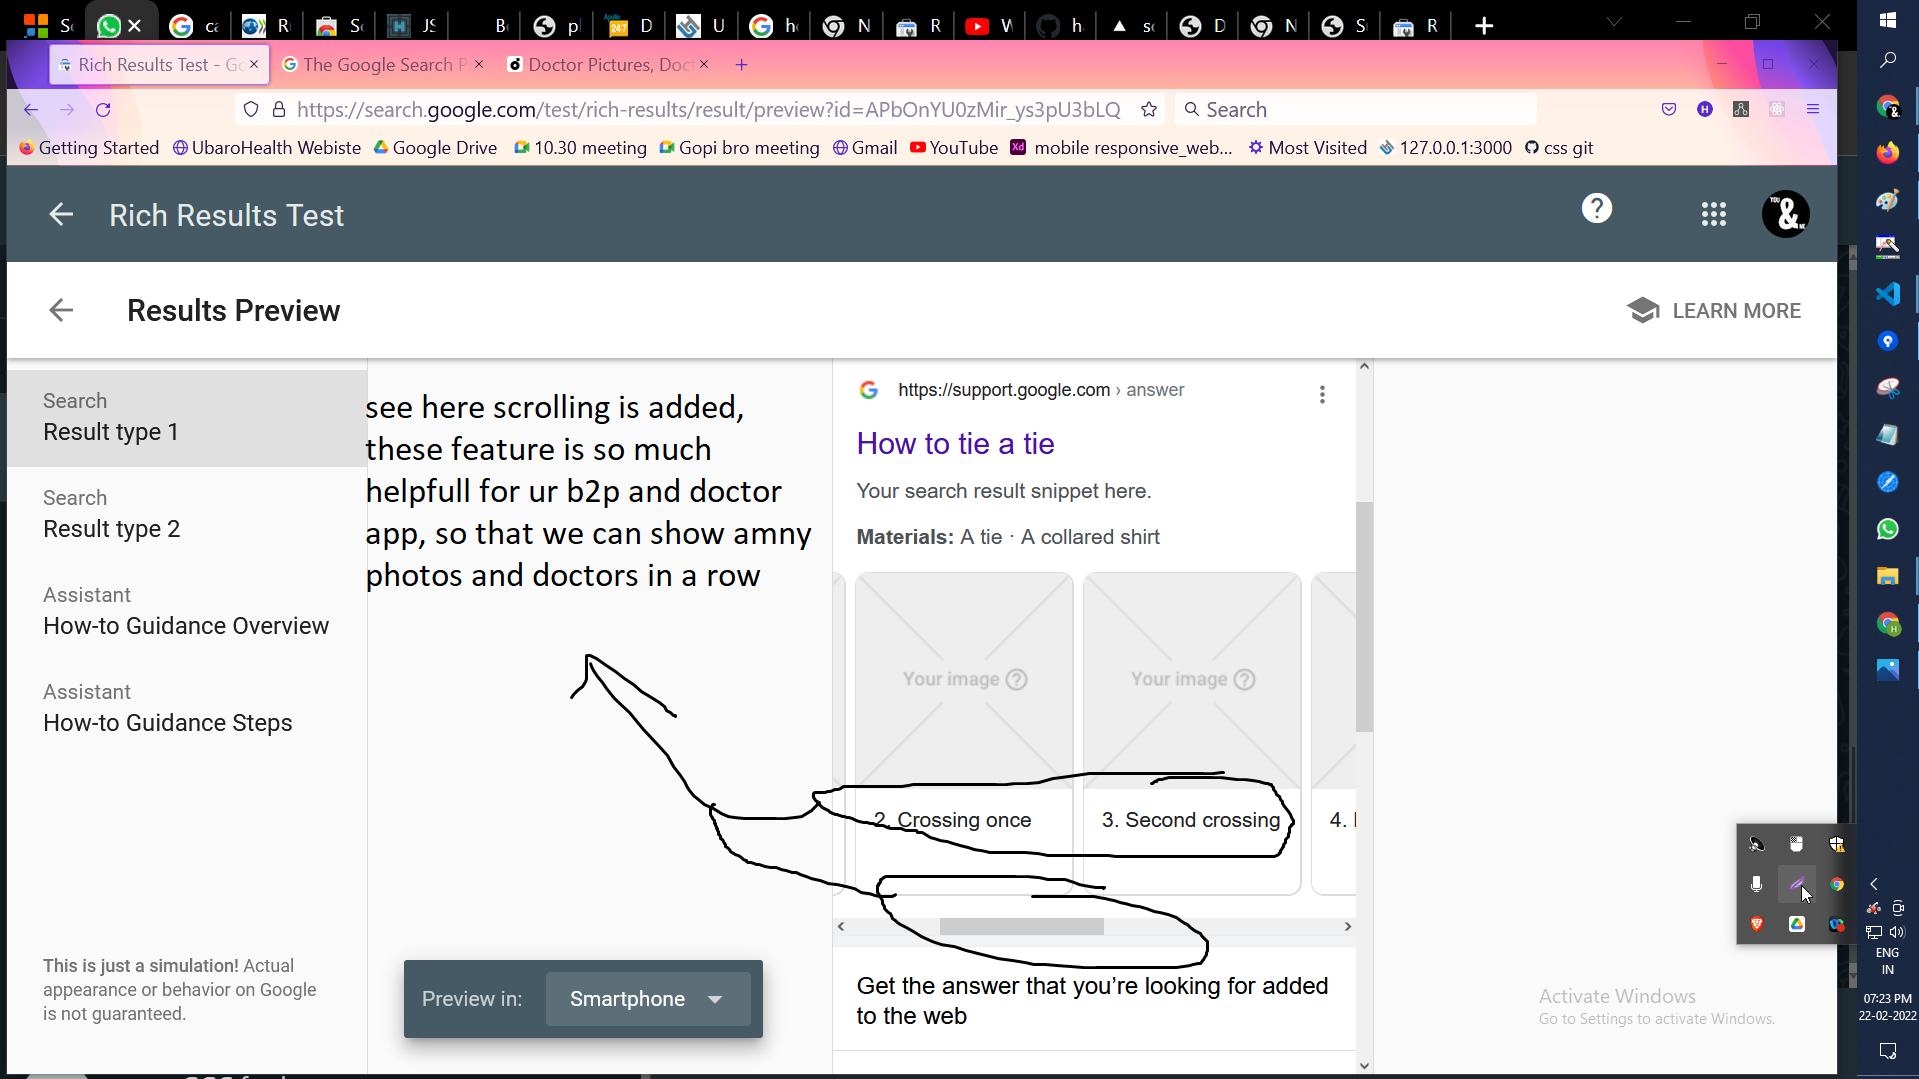 Rich Results Test - Go
The Google Search P
Doctor Pictures, Doct
https://search.google.com/test/rich-results/result/preview?id=APbOnYU0zMir_ys3pU3bLQ
Search
Getting Started
UbaroHealth Webiste
Google Drive
10.30 meeting
Gopi bro meeting
Gmail
YouTube
mobile responsive_web...
Most Visited
127.0.0.1:3000
css git
Rich Results Test
Results Preview
LEARN MORE
Search
Result type 1
Search
Result type 2
Assistant
How-to Guidance Overview
Assistant
How-to Guidance Steps
This is just a simulation! Actual
appearance or behavior on Google
is not guaranteed.
see here scrolling is added,
these feature is so much
helpfull for ur b2p and doctor
app, so that we can show amny
photos and doctors in a row
Preview in:
Smartphone
https://support.google.com › answer
How to tie a tie
Your search result snippet here.
Materials: A tie · A collared shirt
Your image
Your image
2. Crossing once
3. Second crossing
4.
Get the answer that you’re looking for added
to the web
Activate Windows
Go to Settings to activate Windows.
ENG
IN
07:23 PM
22-02-2022